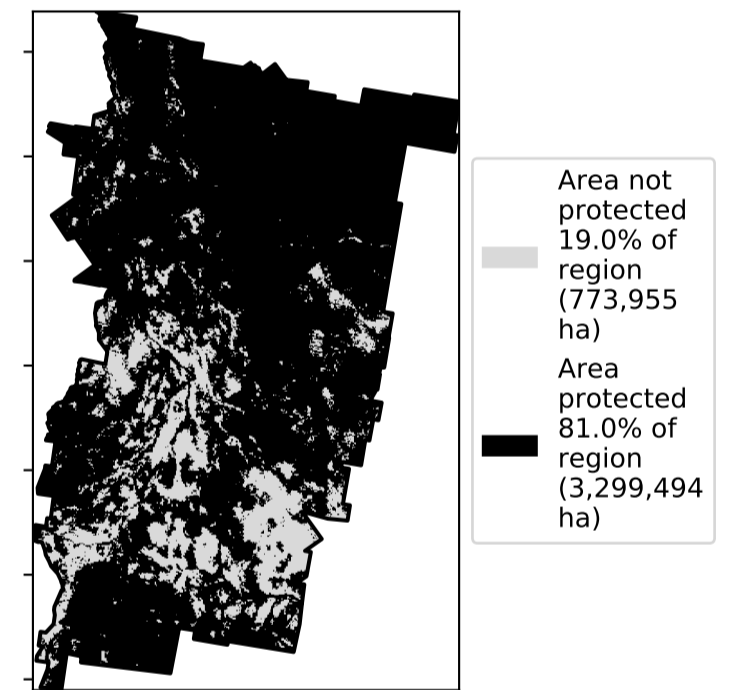 Area not
protected
19.0% of
region
(773,955
ha)
Area
protected
81.0% of
region
(3,299,494
ha)